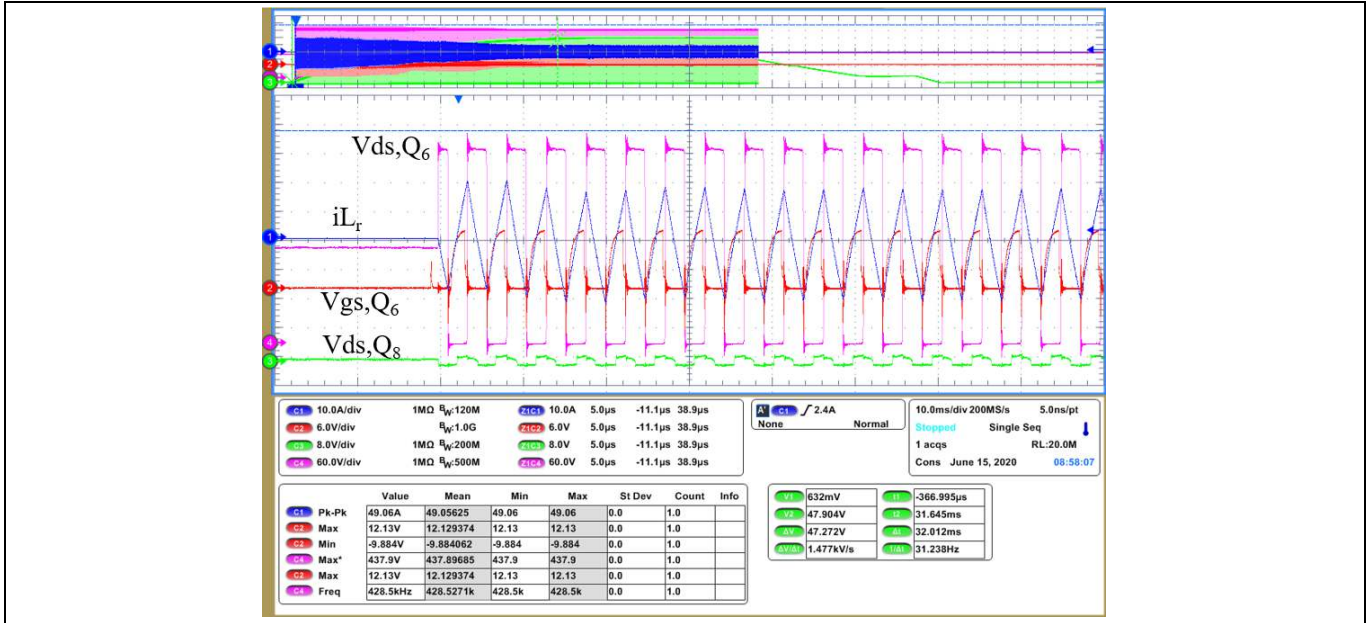 1
2
3
Vds,Q6
iLr
1
2
Vgs,Q6
4
Vds,Q8
3
C1 10.0A/div 1MΩ BW:120M Z1C1 10.0A 5.0µs -11.1µs 38.9µs
C2 6.0V/div BW:1.0G Z1C2 6.0V 5.0µs -11.1µs 38.9µs
C3 8.0V/div 1MΩ BW:200M Z1C3 8.0V 5.0µs -11.1µs 38.9µs
C4 60.0V/div 1MΩ BW:500M Z1C4 60.0V 5.0µs -11.1µs 38.9µs
A' C1 ʃ 2.4A
None Normal
10.0ms/div 200MS/s 5.0ns/pt
Stopped Single Seq
1 acqs RL:20.0M
Cons June 15, 2020 08:58:07
Value Mean Min Max St Dev Count Info
C1 Pk-Pk 49.06A 49.05625 49.06 49.06 0.0 1.0
C2 Max 12.13V 12.129374 12.13 12.13 0.0 1.0
C2 Min -9.884V -9.884062 -9.884 -9.884 0.0 1.0
C4 Max* 437.9V 437.89685 437.9 437.9 0.0 1.0
C2 Max 12.13V 12.129374 12.13 12.13 0.0 1.0
C4 Freq 428.5kHz 428.5271k 428.5k 428.5k 0.0 1.0
V1 632mV t1 -366.995µs
V2 47.904V t2 31.645ms
ΔV 47.272V Δt 32.012ms
ΔV/Δt 1.477kV/s 1/Δt 31.238Hz